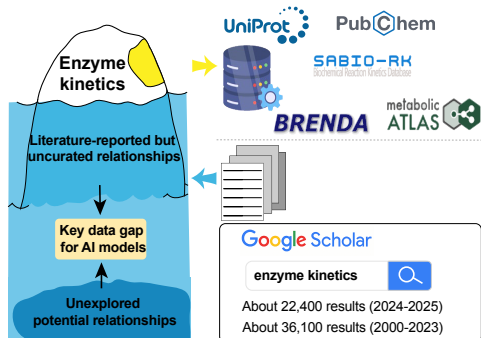 UniProt
PubChem
Enzyme
kinetics
SABIO-RK
Biochemical Reaction Kinetics Database
metabolic
ATLAS
BRENDA
Literature-reported but
uncurated relationships
Key data gap
for AI models
Unexplored
potential relationships
Google Scholar
enzyme kinetics
About 22,400 results (2024-2025)
About 36,100 results (2000-2023)